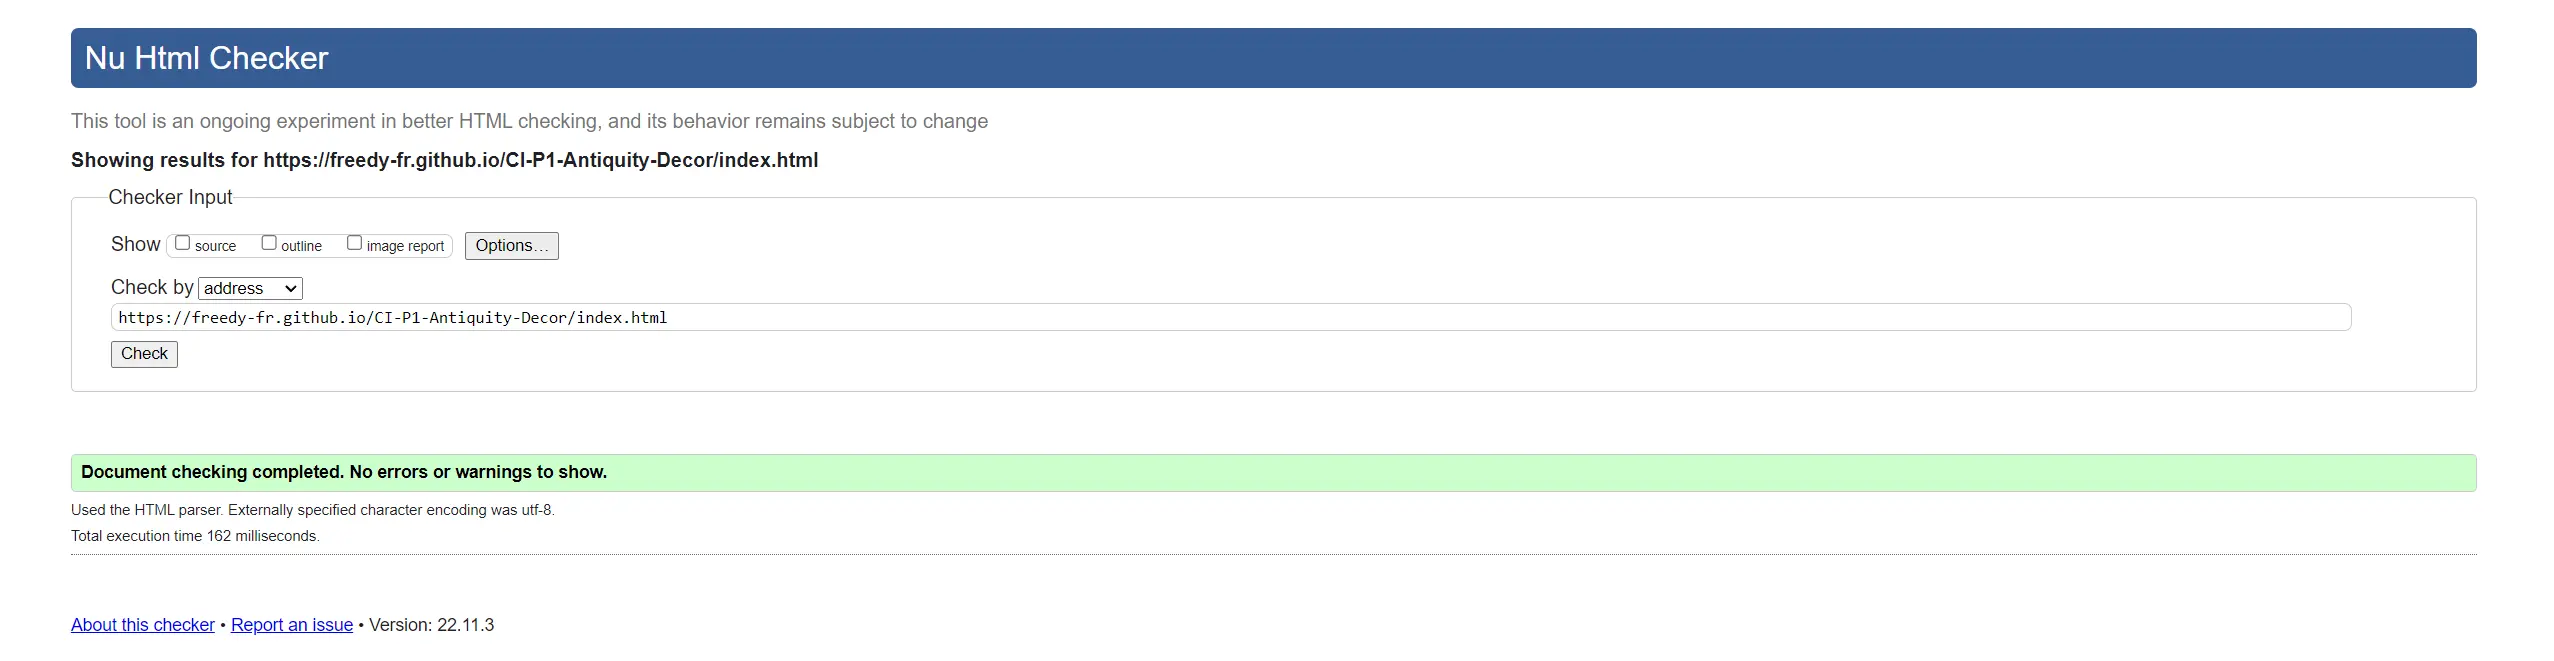 Nu Html Checker
This tool is an ongoing experiment in better HTML checking, and its behavior remains subject to change
Showing results for https://freedy-fr.github.io/CI-P1-Antiquity-Decor/index.html
Checker Input
Show source outline image report Options...
Check by address
https://freedy-fr.github.io/CI-P1-Antiquity-Decor/index.html
Check
Document checking completed. No errors or warnings to show.
Used the HTML parser. Externally specified character encoding was utf-8.
Total execution time 162 milliseconds.
About this checker • Report an issue • Version: 22.11.3